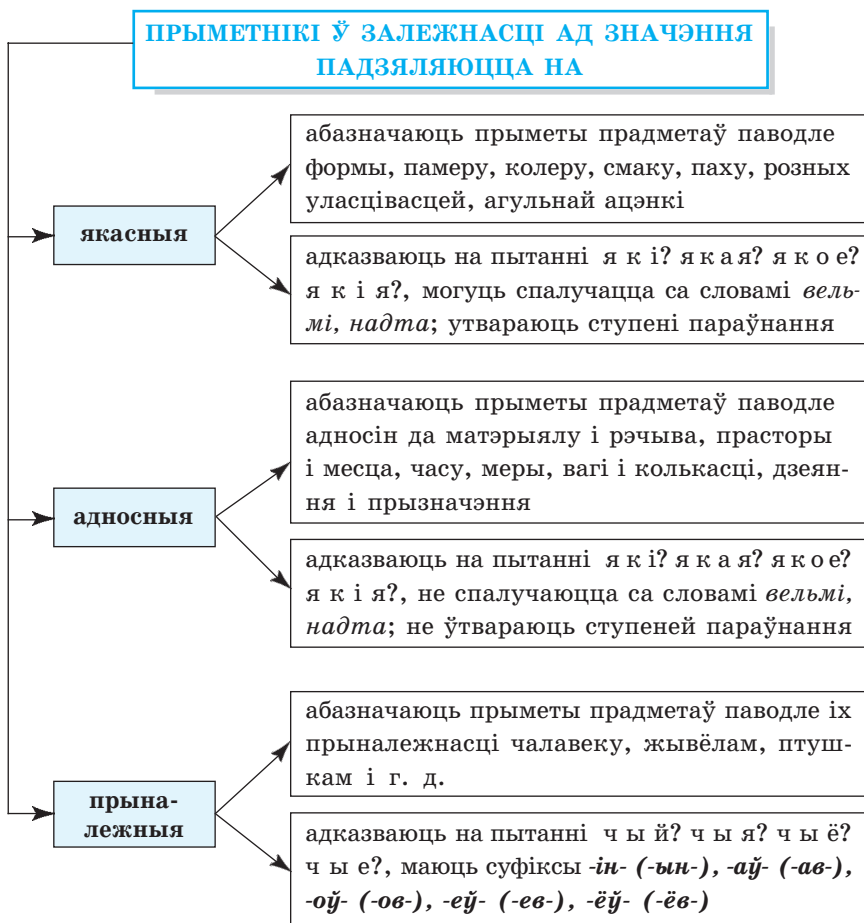 ПРЫМЕТНІКІ Ў ЗАЛЕЖНАСЦІ АД ЗНАЧЭННЯ
ПАДЗЯЛЯЮЦЦА НА
якасныя
абазначаюць прыметы прадметаў паводле
формы, памеру, колеру, смаку, паху, розных
уласцівасцей, агульнай ацэнкі
адказваюць на пытанні я к і? я к а я? я к о е?
я к і я?, могуць спалучацца са словамі вель-
мі, надта; утвараюць ступені параўнання
адносныя
абазначаюць прыметы прадметаў паводле
адносін да матэрыялу і рэчыва, прасторы
і месца, часу, меры, вагі і колькасці, дзеян-
ня і прызначэння
адказваюць на пытанні я к і? я к а я? я к о е?
я к і я?, не спалучаюцца са словамі вельмі,
надта; не ўтвараюць ступеней параўнання
прына-
лежныя
абазначаюць прыметы прадметаў паводле іх
прыналежнасці чалавеку, жывёлам, птуш-
кам і г. д.
адказваюць на пытанні ч ы й? ч ы я? ч ы ё?
ч ы е?, маюць суфіксы -ін- (-ын-), -аў- (-ав-),
-оў- (-ов-), -еў- (-ев-), -ёў- (-ёв-)